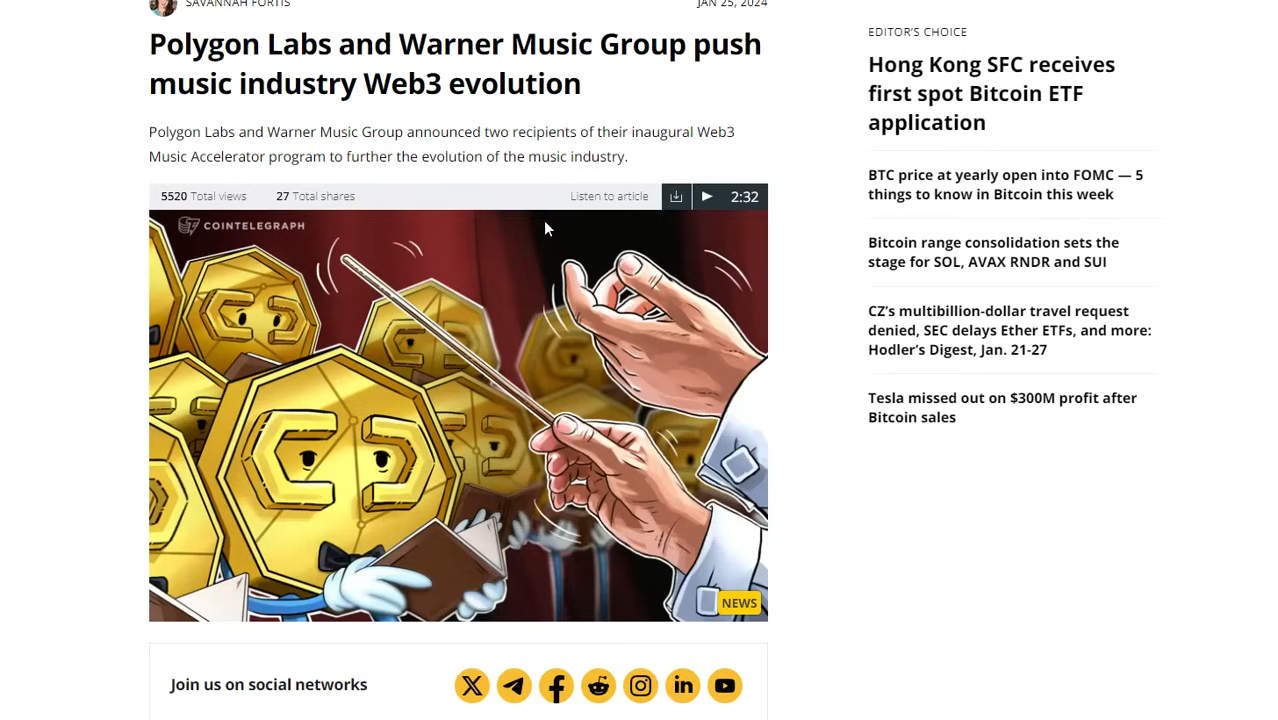 SAVANNAH FORTIS
JAN 25, 2024
Polygon Labs and Warner Music Group push
music industry Web3 evolution
Polygon Labs and Warner Music Group announced two recipients of their inaugural Web3
Music Accelerator program to further the evolution of the music industry.
5520 Total views 27 Total shares Listen to article 2:32
COINTELEGRAPH
NEWS
Join us on social networks
EDITOR'S CHOICE
Hong Kong SFC receives
first spot Bitcoin ETF
application
BTC price at yearly open into FOMC — 5
things to know in Bitcoin this week
Bitcoin range consolidation sets the
stage for SOL, AVAX RNDR and SUI
CZ's multibillion-dollar travel request
denied, SEC delays Ether ETFs, and more:
Hodler's Digest, Jan. 21-27
Tesla missed out on $300M profit after
Bitcoin sales